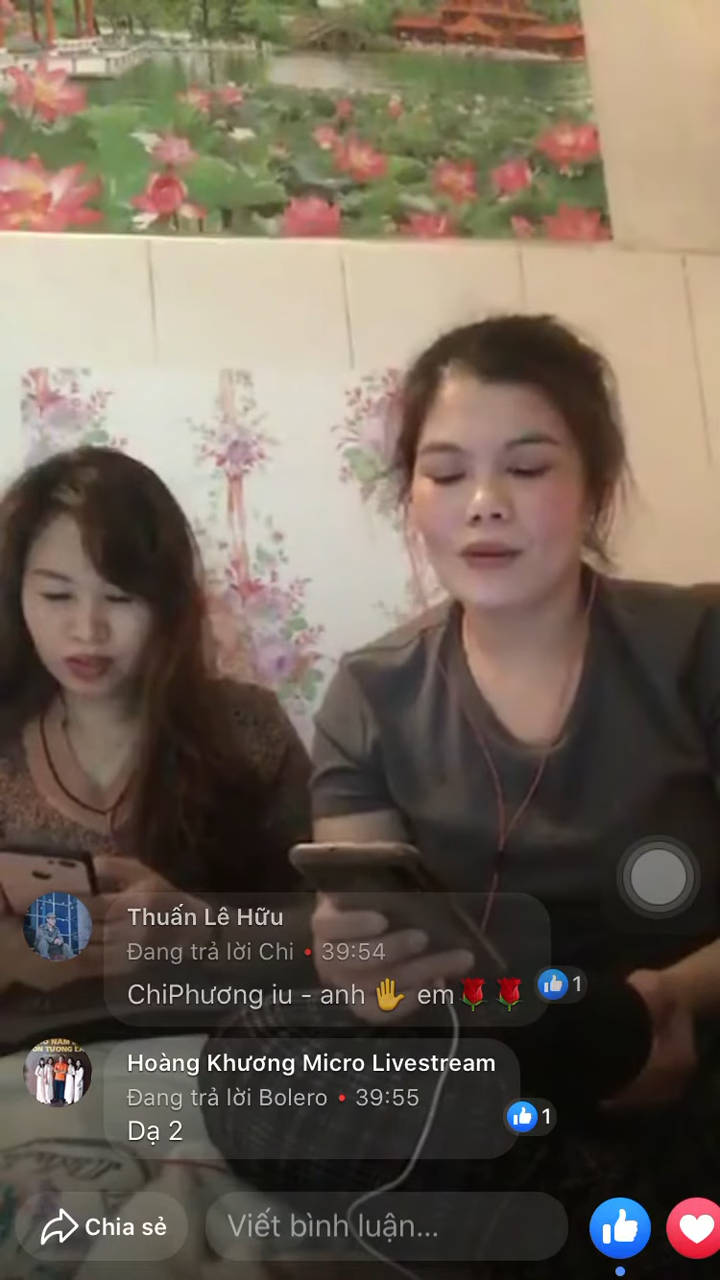 Thuấn Lê Hữu
Đang trả lời Chi • 39:54
ChiPhương iu - anh 🖐 em🌹🌹
1
Hoàng Khương Micro Livestream
Đang trả lời Bolero • 39:55
Dạ 2
1
Chia sẻ
Viết bình luận...